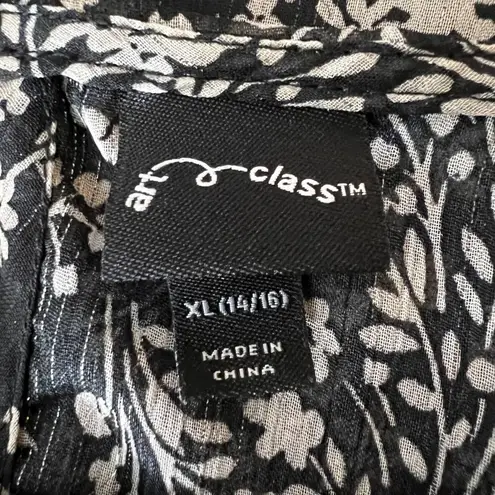 art class™
XL (14/16)
MADE IN
CHINA